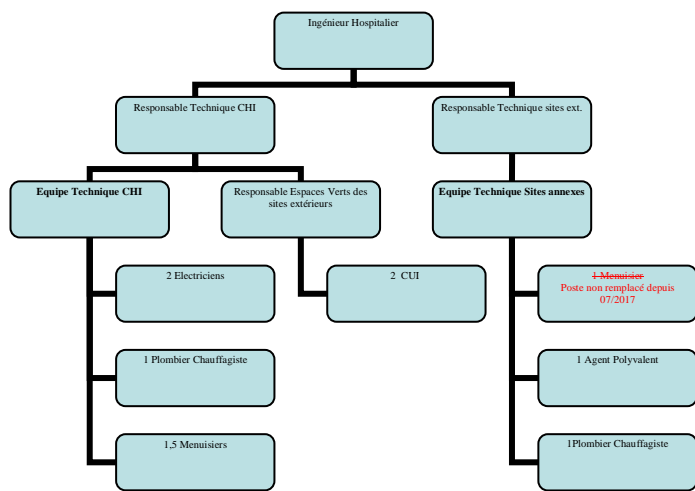 Ingénieur Hospitalier
Responsable Technique CHI
Responsable Technique sites ext.
Equipe Technique CHI
Responsable Espaces Verts des
sites extérieurs
Equipe Technique Sites annexes
2 Electriciens
2 CUI
1 Menuisier
Poste non remplacé depuis
07/2017
1 Plombier Chauffagiste
1 Agent Polyvalent
1,5 Menuisiers
1Plombier Chauffagiste